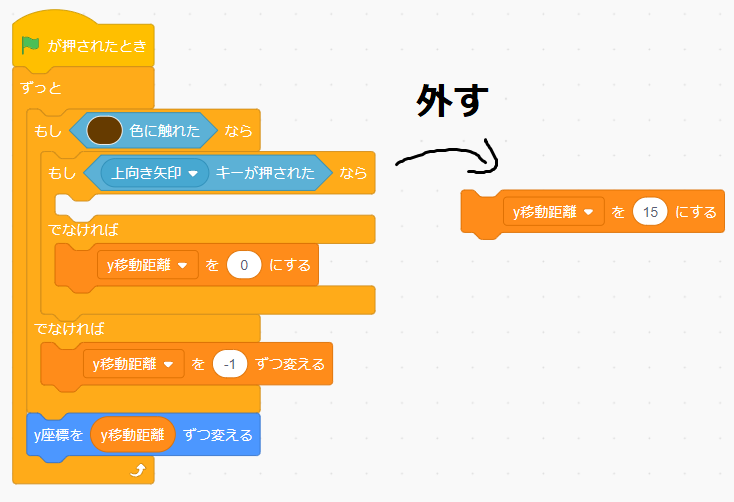 が押されたとき
ずっと
もし 色に触れた なら
外す
もし 上向き矢印 キーが押された なら
y移動距離 を 15 にする
でなければ
y移動距離 を 0 にする
でなければ
y移動距離 を -1 ずつ変える
y座標を y移動距離 ずつ変える